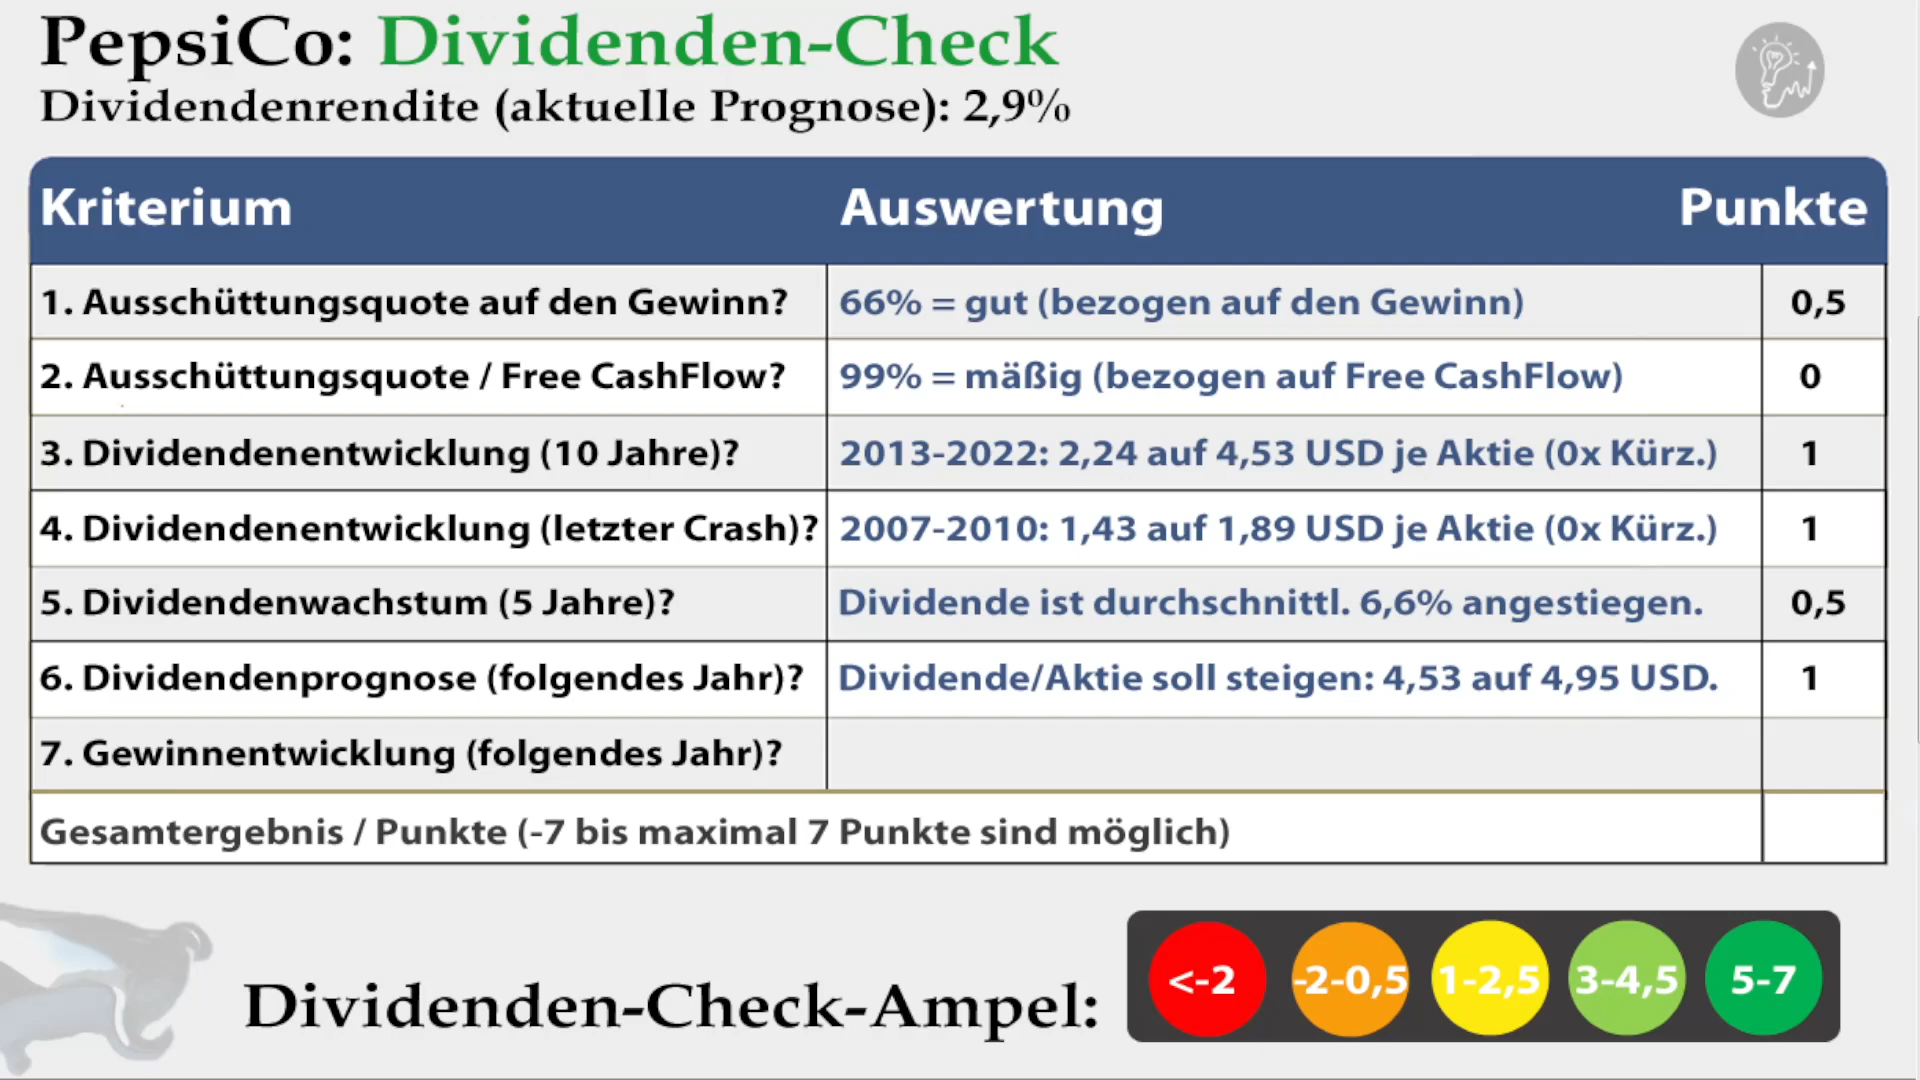 PepsiCo: Dividenden-Check
Dividendenrendite (aktuelle Prognose): 2,9%
Kriterium Auswertung Punkte
1. Ausschüttungsquote auf den Gewinn? 66% = gut (bezogen auf den Gewinn) 0,5
2. Ausschüttungsquote / Free CashFlow? 99% = mäßig (bezogen auf Free CashFlow) 0
3. Dividendenentwicklung (10 Jahre)? 2013-2022: 2,24 auf 4,53 USD je Aktie (0x Kürz.) 1
4. Dividendenentwicklung (letzter Crash)? 2007-2010: 1,43 auf 1,89 USD je Aktie (0x Kürz.) 1
5. Dividendenwachstum (5 Jahre)? Dividende ist durchschnittl. 6,6% angestiegen. 0,5
6. Dividendenprognose (folgendes Jahr)? Dividende/Aktie soll steigen: 4,53 auf 4,95 USD. 1
7. Gewinnentwicklung (folgendes Jahr)?
Gesamtergebnis / Punkte (-7 bis maximal 7 Punkte sind möglich)
Dividenden-Check-Ampel: <-2 -2-0,5 1-2,5 3-4,5 5-7